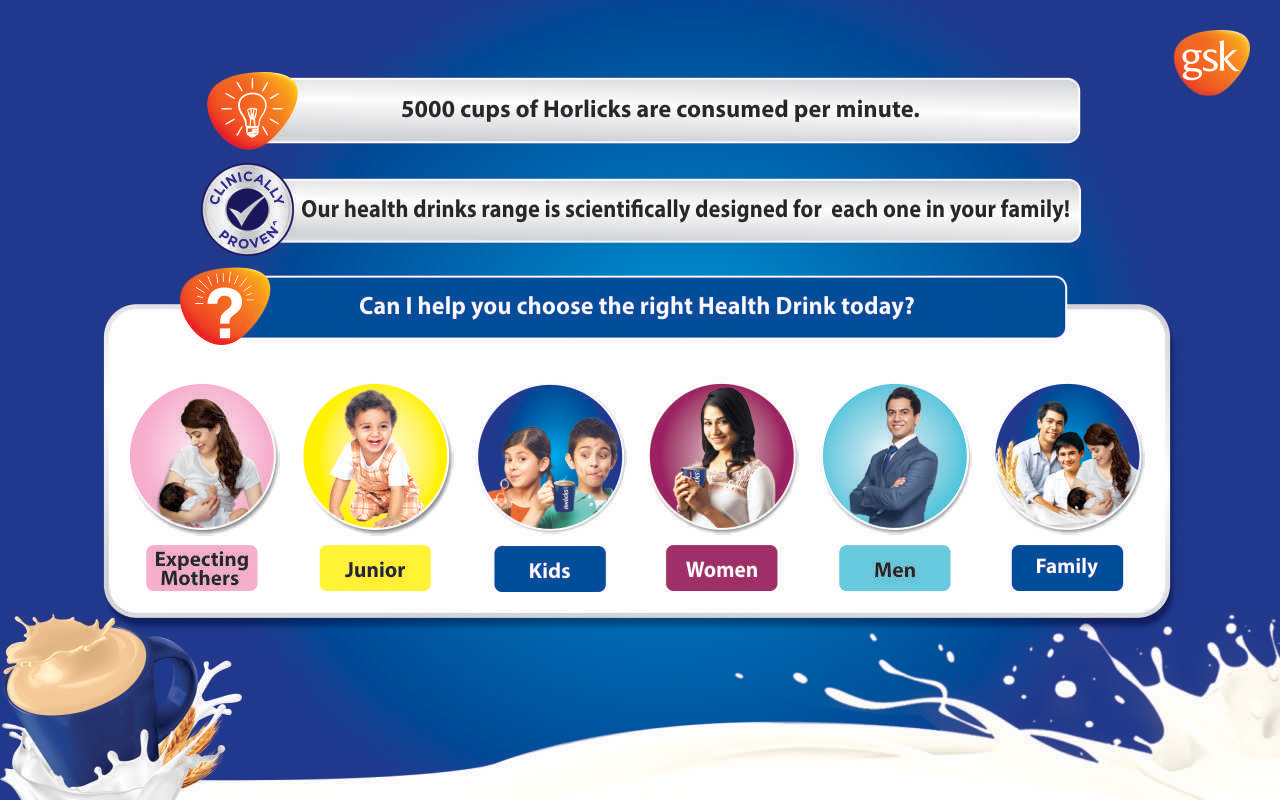 gsk
5000 cups of Horlicks are consumed per minute.
CLINICALLY
PROVEN^
Our health drinks range is scientifically designed for each one in your family!
?
Can I help you choose the right Health Drink today?
Horlicks
Expecting
Mothers
Junior
Kids
Women
Men
Family